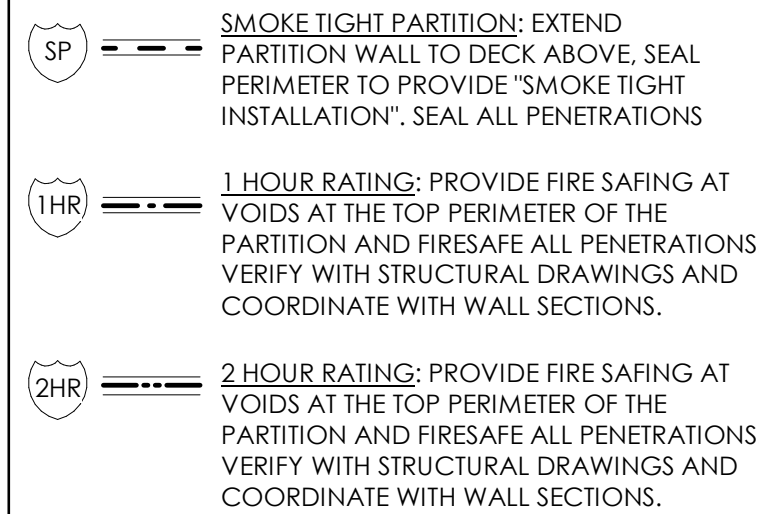 SP
SMOKE TIGHT PARTITION: EXTEND
PARTITION WALL TO DECK ABOVE, SEAL
PERIMETER TO PROVIDE "SMOKE TIGHT
INSTALLATION". SEAL ALL PENETRATIONS
1HR
1 HOUR RATING: PROVIDE FIRE SAFING AT
VOIDS AT THE TOP PERIMETER OF THE
PARTITION AND FIRESAFE ALL PENETRATIONS
VERIFY WITH STRUCTURAL DRAWINGS AND
COORDINATE WITH WALL SECTIONS.
2HR
2 HOUR RATING: PROVIDE FIRE SAFING AT
VOIDS AT THE TOP PERIMETER OF THE
PARTITION AND FIRESAFE ALL PENETRATIONS
VERIFY WITH STRUCTURAL DRAWINGS AND
COORDINATE WITH WALL SECTIONS.